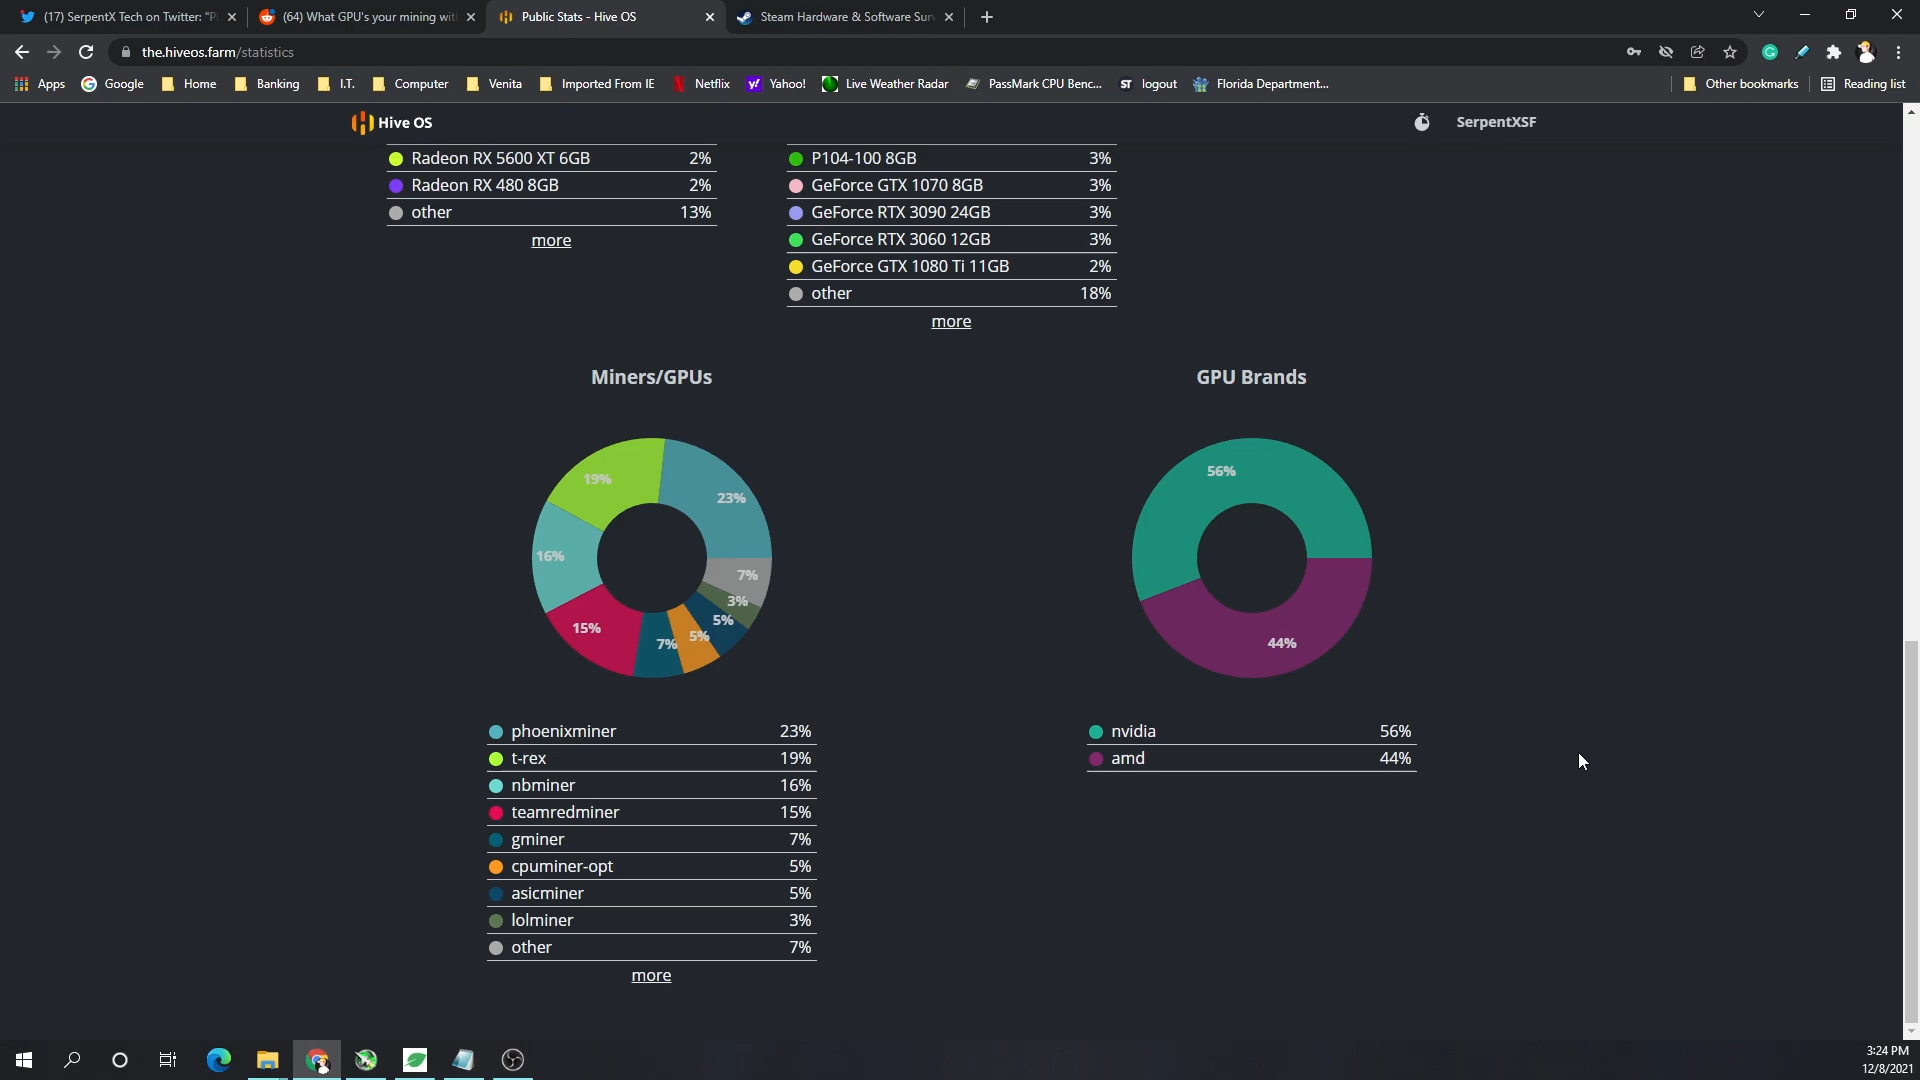 (17) SerpentX Tech on Twitter: "P
(64) What GPU's your mining wit
Public Stats - Hive OS
Steam Hardware & Software Sur
the.hiveos.farm/statistics
Apps
Google
Home
Banking
I.T.
Computer
Venita
Imported From IE
Netflix
Yahoo!
Live Weather Radar
PassMark CPU Benc...
ST logout
Florida Department...
Other bookmarks
Reading list
Hive OS
SerpentXSF
Radeon RX 5600 XT 6GB 2%
Radeon RX 480 8GB 2%
other 13%
more
P104-100 8GB 3%
GeForce GTX 1070 8GB 3%
GeForce RTX 3090 24GB 3%
GeForce RTX 3060 12GB 3%
GeForce GTX 1080 Ti 11GB 2%
other 18%
more
Miners/GPUs
19%
23%
16%
7%
3%
5%
15%
5%
7%
phoenixminer 23%
t-rex 19%
nbminer 16%
teamredminer 15%
gminer 7%
cpuminer-opt 5%
asicminer 5%
lolminer 3%
other 7%
more
GPU Brands
56%
44%
nvidia 56%
amd 44%
3:24 PM
12/8/2021